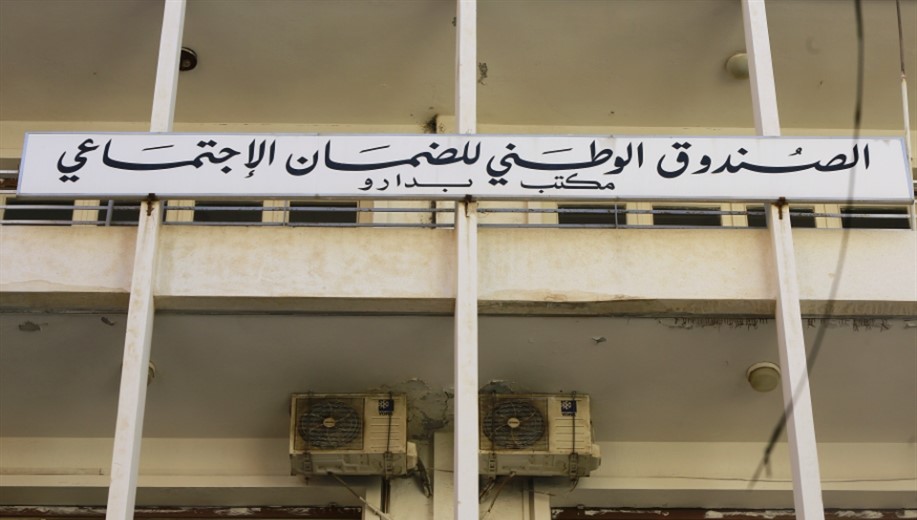 الصندوق الوطني للضمان الإجتماعي
مكتب بدارو